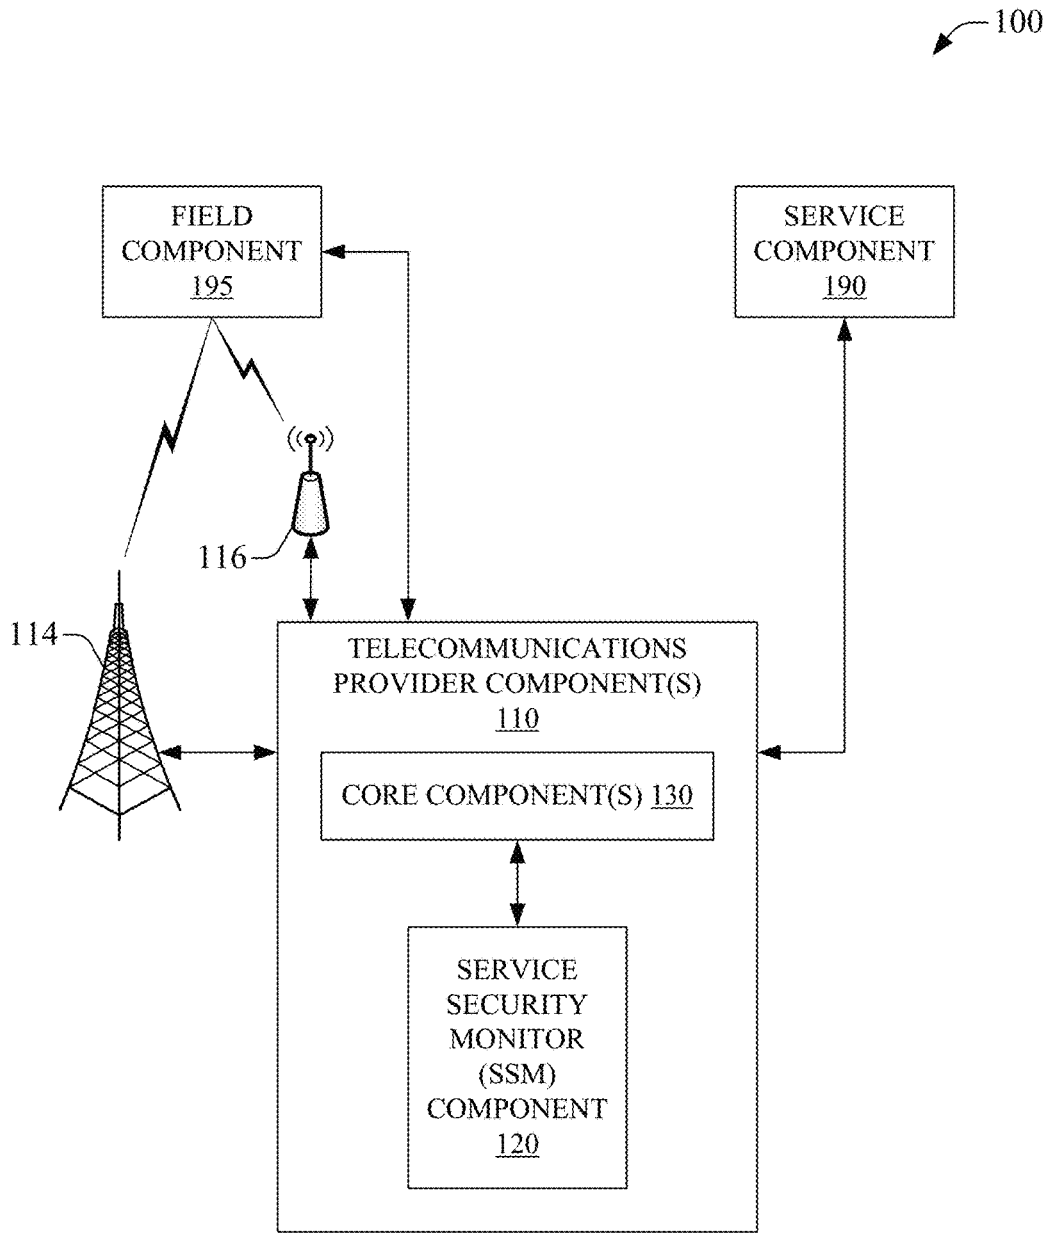 100
FIELD
COMPONENT
195
SERVICE
COMPONENT
190
116
114
TELECOMMUNICATIONS
PROVIDER COMPONENT(S)
110
CORE COMPONENT(S) 130
SERVICE
SECURITY
MONITOR
(SSM)
COMPONENT
120